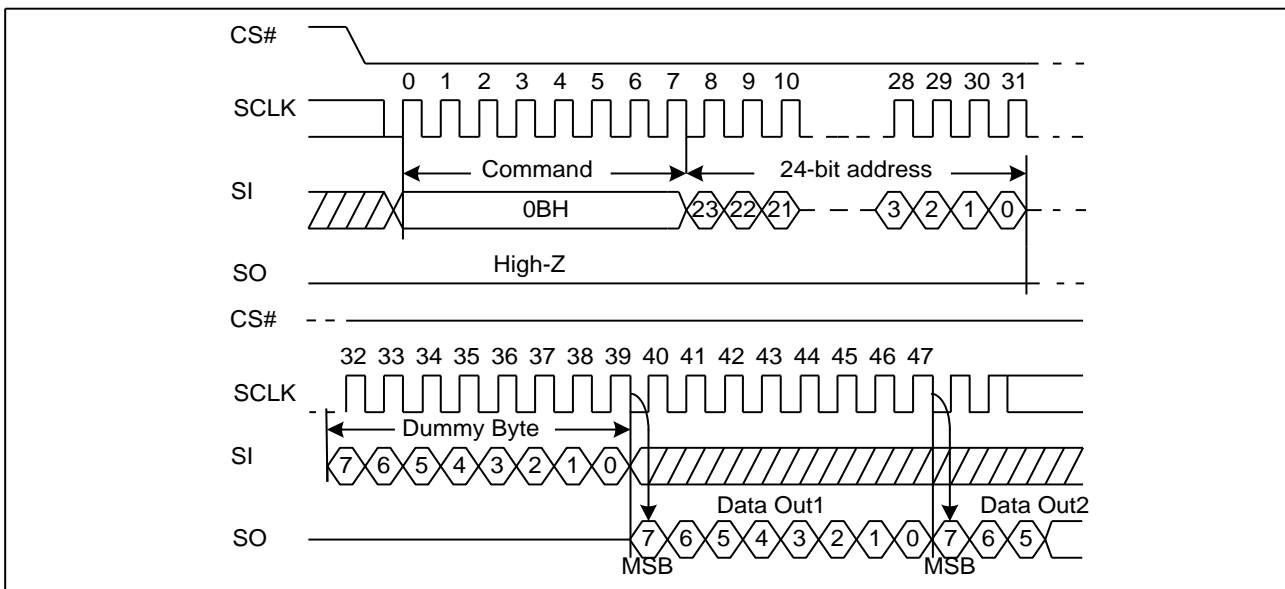 CS#
0 1 2 3 4 5 6 7 8 9 10 28 29 30 31
SCLK
Command 24-bit address
SI
0BH 23 22 21 3 2 1 0
High-Z
SO
CS#
32 33 34 35 36 37 38 39 40 41 42 43 44 45 46 47
SCLK
Dummy Byte
SI
7 6 5 4 3 2 1 0
Data Out1 Data Out2
SO
7 6 5 4 3 2 1 0 7 6 5
MSB MSB